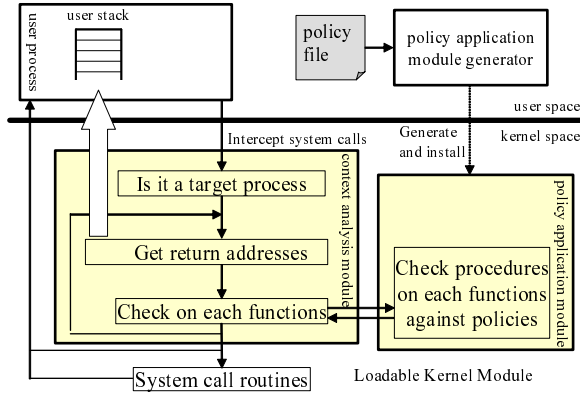 user stack
user process
policy
file
policy application
module generator
user space
kernel space
Intercept system calls
Generate
and install
context analysis module
Is it a target process
Get return addresses
Check on each functions
policy application module
Check procedures
on each functions
against policies
System call routines
Loadable Kernel Module